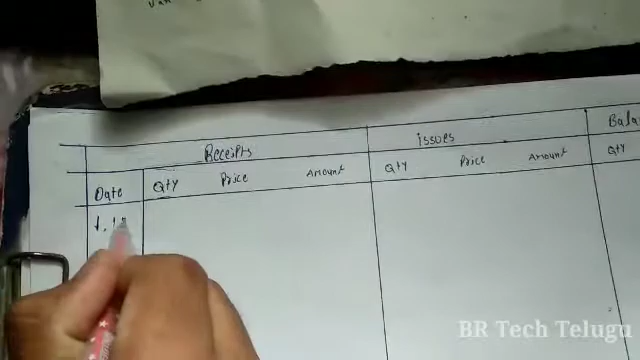 Receipts issues Bala
Date Qty Price Amount Qty Price Amount Qty
BR Tech Telugu